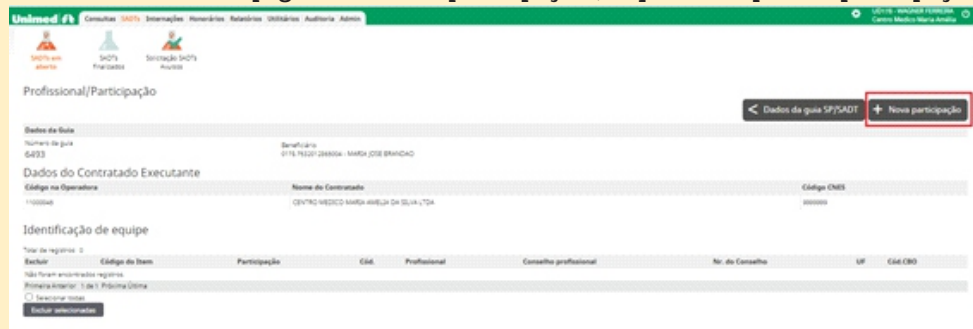 Unimed Consultas SADTs Internações Honorários Relatórios Utilitários Auditoria Admin
Centro Medico Maria Amélia
SADTs em aberto
SADTs finalizados
Solicitação SADTs Avulsos
Profissional/Participação
< Dados da guia SP/SADT
+ Nova participação
Dados da Guia
Número da guia Beneficiário
6493 MARIA JOSE BRANDAO
Dados do Contratado Executante
Código na Operadora Nome do Contratado Código CNES
CENTRO MEDICO MARIA AMELIA DA SILVA LTDA
Identificação de equipe
Total de registros: 0
Excluir Código do Item Participação Cód. Profissional Conselho profissional Nr. do Conselho UF Cód.CBO
Não foram encontrados registros.
Primeira Anterior 1 de 1 Próxima Última
Selecionar todas
Excluir selecionadas